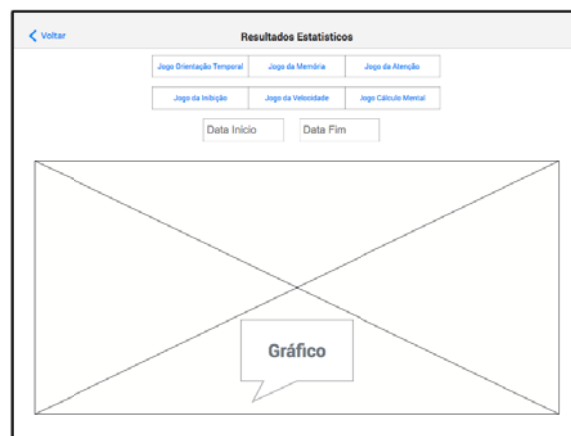 Voltar
Resultados Estatisticos
Jogo Orientação Temporal Jogo da Memória Jogo da Atenção
Jogo da Inibição Jogo da Velocidade Jogo Cálculo Mental
Data Inicio Data Fim
Gráfico